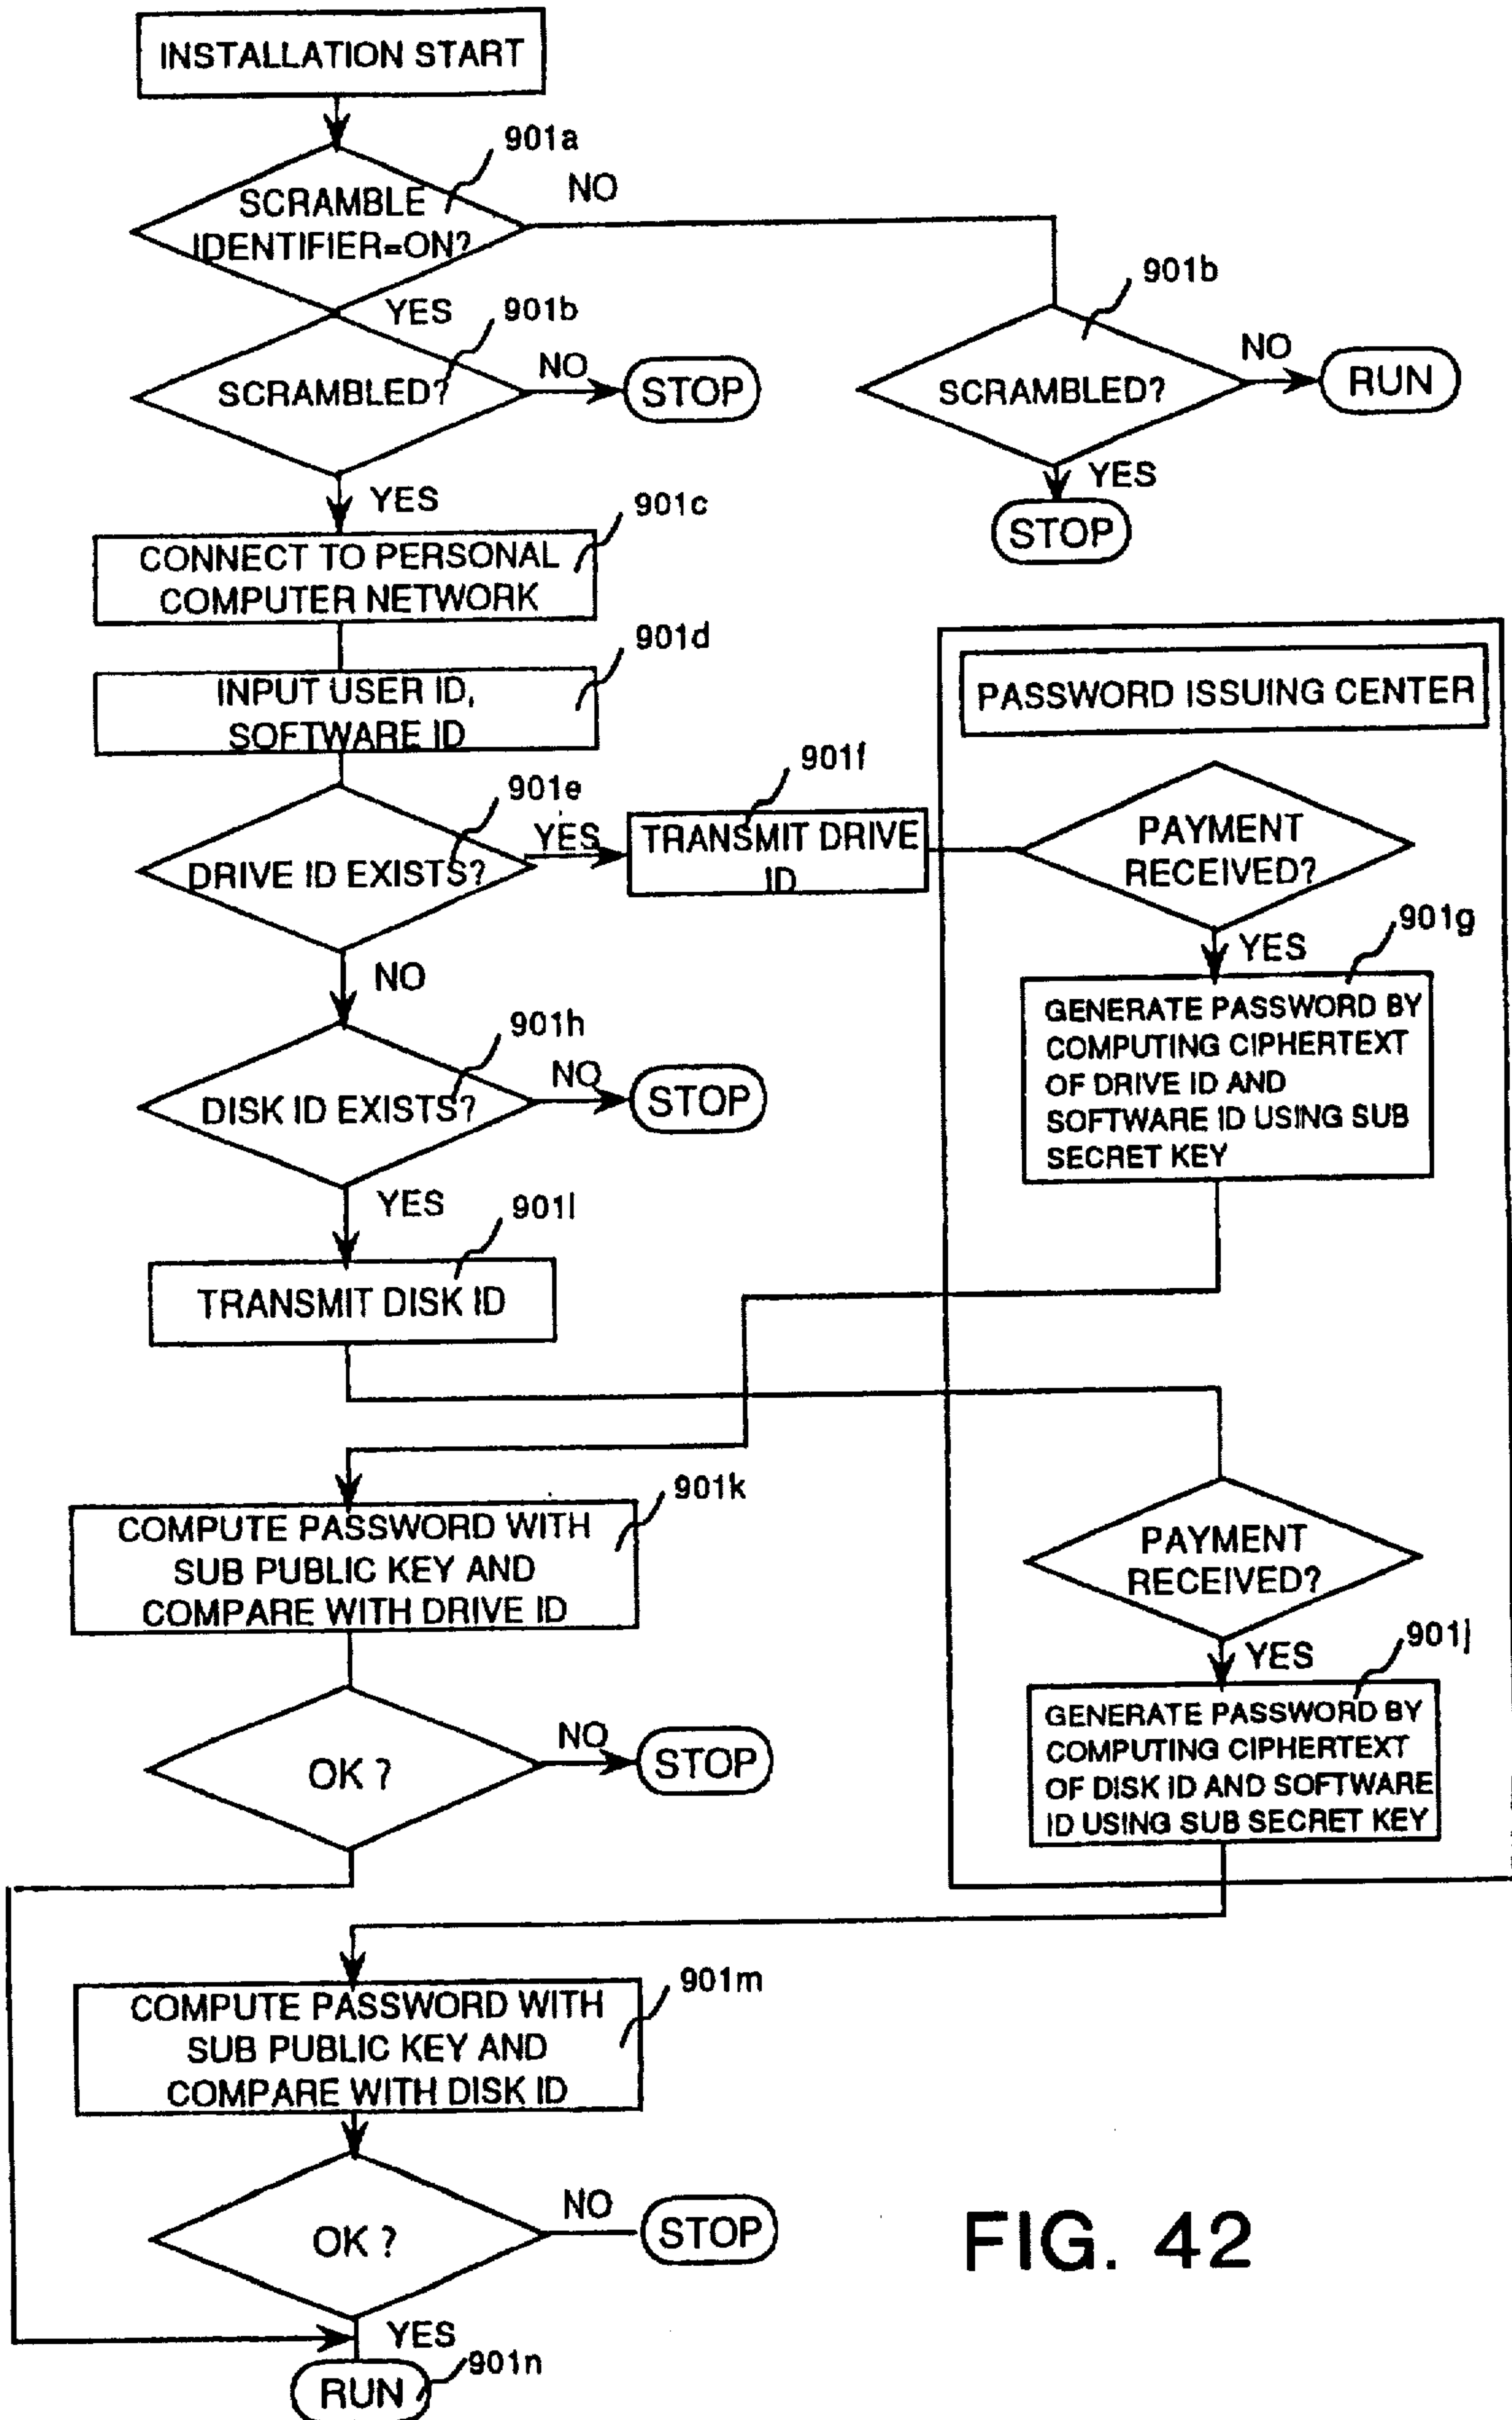 INSTALLATION START
901a
SCRAMBLE
IDENTIFIER=ON?
NO
YES
901b
SCRAMBLED?
NO
STOP
901b
SCRAMBLED?
NO
RUN
YES
STOP
YES
901c
CONNECT TO PERSONAL
COMPUTER NETWORK
901d
INPUT USER ID,
SOFTWARE ID
PASSWORD ISSUING CENTER
901e
DRIVE ID EXISTS?
YES
901f
TRANSMIT DRIVE
ID
PAYMENT
RECEIVED?
YES
901g
GENERATE PASSWORD BY
COMPUTING CIPHERTEXT
OF DRIVE ID AND
SOFTWARE ID USING SUB
SECRET KEY
NO
901h
DISK ID EXISTS?
NO
STOP
YES
901i
TRANSMIT DISK ID
901k
COMPUTE PASSWORD WITH
SUB PUBLIC KEY AND
COMPARE WITH DRIVE ID
PAYMENT
RECEIVED?
YES
901j
GENERATE PASSWORD BY
COMPUTING CIPHERTEXT
OF DISK ID AND SOFTWARE
ID USING SUB SECRET KEY
OK ?
NO
STOP
901m
COMPUTE PASSWORD WITH
SUB PUBLIC KEY AND
COMPARE WITH DISK ID
OK ?
NO
STOP
YES
901n
RUN
FIG. 42